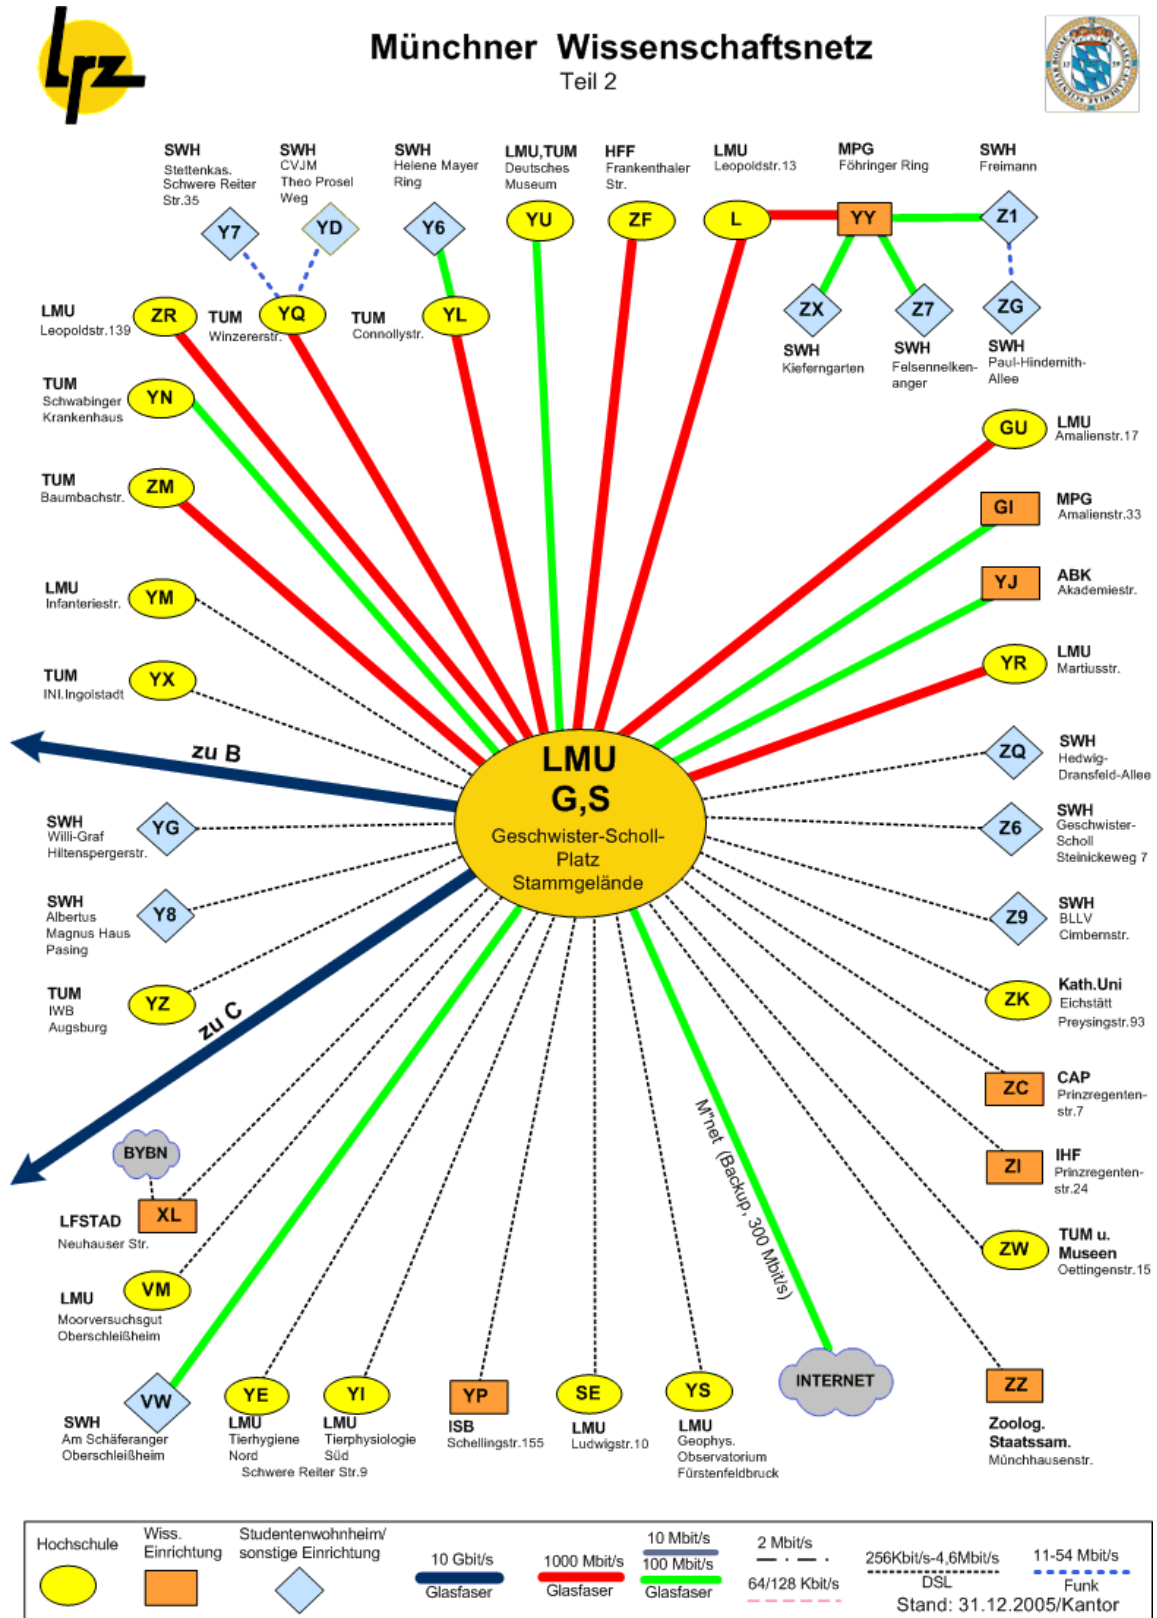 lrz
Münchner Wissenschaftsnetz
Teil 2
SWH
Stettenkas.
Schwere Reiter
Str.35
Y7
SWH
CVJM
Theo Prosel
Weg
YD
SWH
Helene Mayer
Ring
Y6
LMU,TUM
Deutsches
Museum
YU
HFF
Frankenthaler
Str.
ZF
LMU
Leopoldstr.13
L
MPG
Föhringer Ring
YY
SWH
Freimann
Z1
LMU
Leopoldstr.139
ZR
TUM
Winzererstr.
YQ
TUM
Connollystr.
YL
ZX
SWH
Kieferngarten
Z7
SWH
Felsennelken-
anger
ZG
SWH
Paul-Hindemith-
Allee
TUM
Schwabinger
Krankenhaus
YN
GU
LMU
Amalienstr.17
TUM
Baumbachstr.
ZM
GI
MPG
Amalienstr.33
LMU
Infanteriestr.
YM
YJ
ABK
Akademiestr.
TUM
INI.Ingolstadt
YX
YR
LMU
Martiusstr.
zu B
LMU
G,S
Geschwister-Scholl-
Platz
Stammgelände
ZQ
SWH
Hedwig-
Dransfeld-Allee
SWH
Willi-Graf
Hiltenspergerstr.
YG
Z6
SWH
Geschwister-
Scholl
Steinickeweg 7
SWH
Albertus
Magnus Haus
Pasing
Y8
Z9
SWH
BLLV
Cimbernstr.
TUM
IWB
Augsburg
YZ
zu C
ZK
Kath.Uni
Eichstätt
Preysingstr.93
ZC
CAP
Prinzregenten-
str.7
M"net (Backup, 300 Mbit/s)
BYBN
XL
LFSTAD
Neuhauser Str.
ZI
IHF
Prinzregenten-
str.24
VM
LMU
Moorversuchsgut
Oberschleißheim
ZW
TUM u.
Museen
Oettingenstr.15
VW
SWH
Am Schäferanger
Oberschleißheim
YE
LMU
Tierhygiene
Nord
YI
LMU
Tierphysiologie
Süd
Schwere Reiter Str.9
YP
ISB
Schellingstr.155
SE
LMU
Ludwigstr.10
YS
LMU
Geophys.
Observatorium
Fürstenfeldbruck
INTERNET
ZZ
Zoolog.
Staatssam.
Münchhausenstr.
Hochschule
Wiss.
Einrichtung
Studentenwohnheim/
sonstige Einrichtung
10 Gbit/s
Glasfaser
1000 Mbit/s
Glasfaser
10 Mbit/s
100 Mbit/s
Glasfaser
2 Mbit/s
64/128 Kbit/s
256Kbit/s-4,6Mbit/s
DSL
11-54 Mbit/s
Funk
Stand: 31.12.2005/Kantor